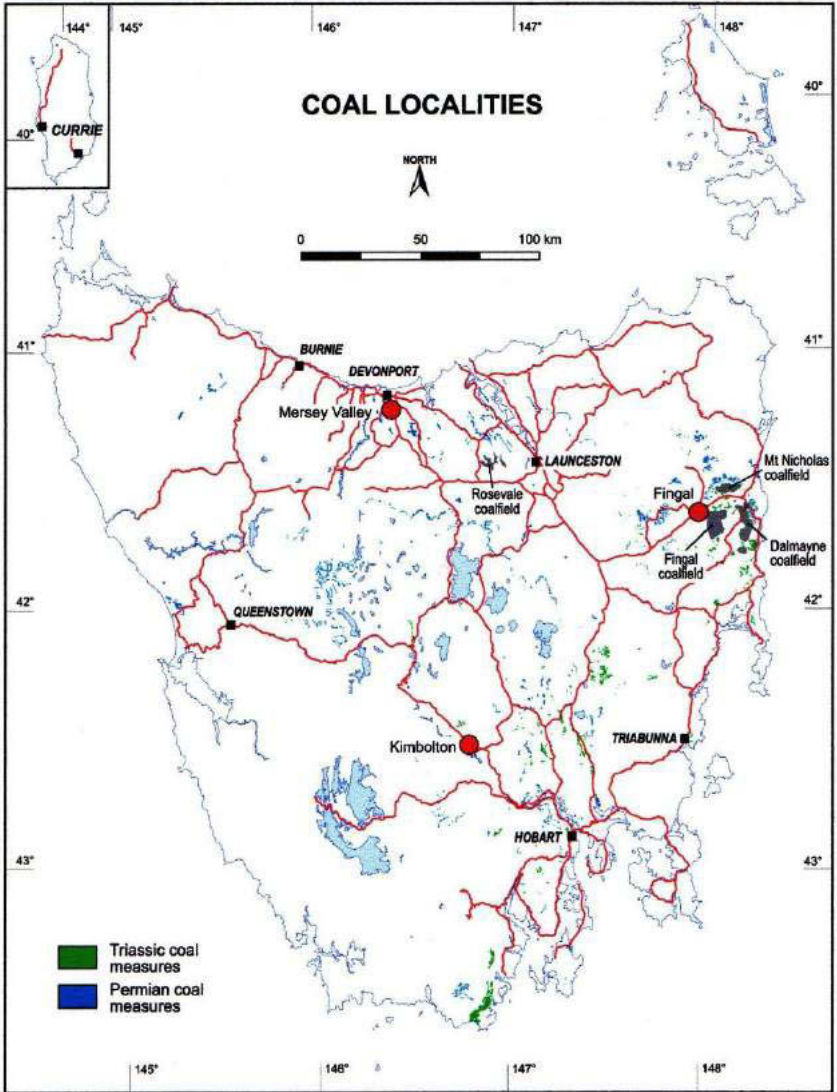 144°
145°
146°
147°
148°
COAL LOCALITIES
40°
CURRIE
40°
NORTH
0 50 100 km
41°
BURNIE
41°
DEVONPORT
Mersey Valley
LAUNCESTON
Mt Nicholas
coalfield
Rosevale
coalfield
Fingal
Fingal
coalfield
Dalmayne
coalfield
42°
QUEENSTOWN
42°
Kimbolton
TRIABUNNA
HOBART
43°
43°
Triassic coal
measures
Permian coal
measures
145°
146°
147°
148°